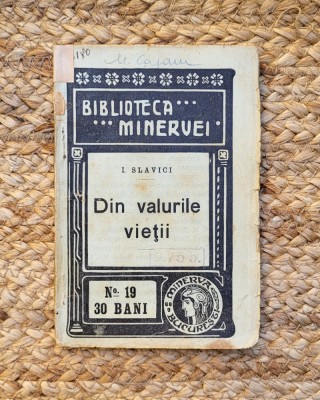 BIBLIOTECA
MINERVEI
I. SLAVICI
Din valurile
vieţii
No. 19
30 BANI
MINERVA
BUCUREŞTI